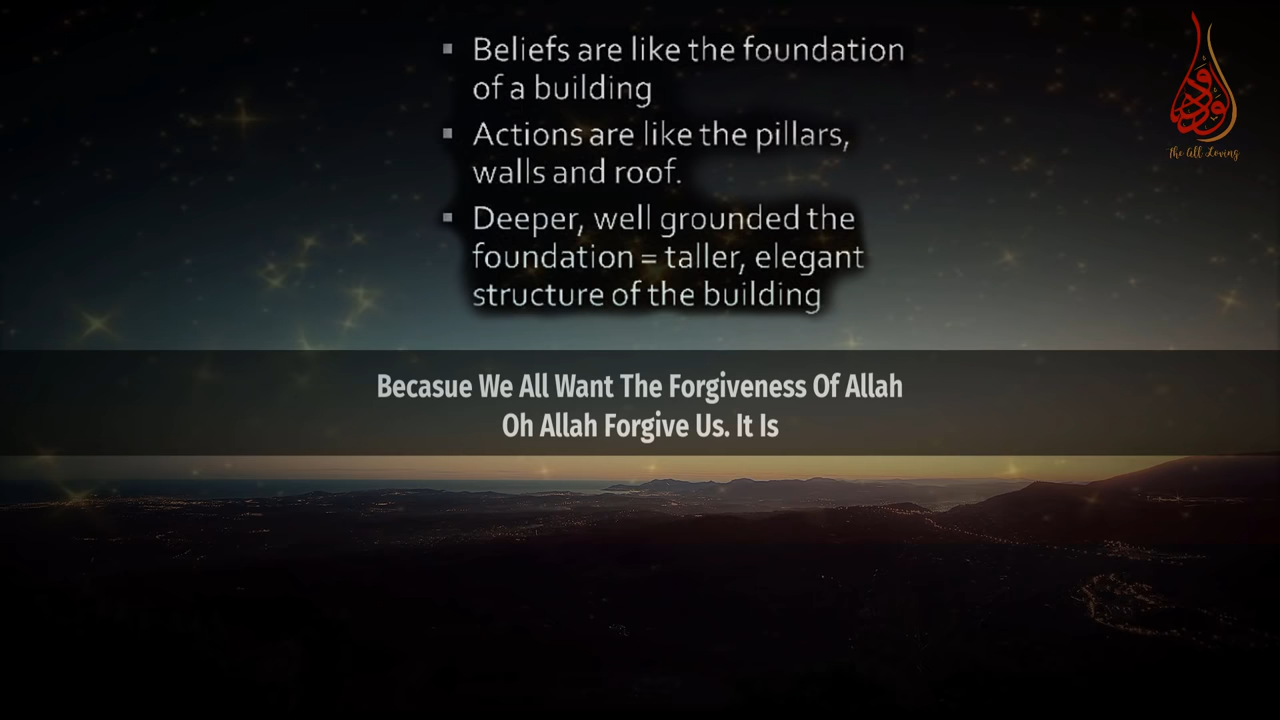 ▪ Beliefs are like the foundation
of a building
▪ Actions are like the pillars,
walls and roof.
▪ Deeper, well grounded the
foundation = taller, elegant
structure of the building
الودود
The All Loving
Becasue We All Want The Forgiveness Of Allah
Oh Allah Forgive Us. It Is